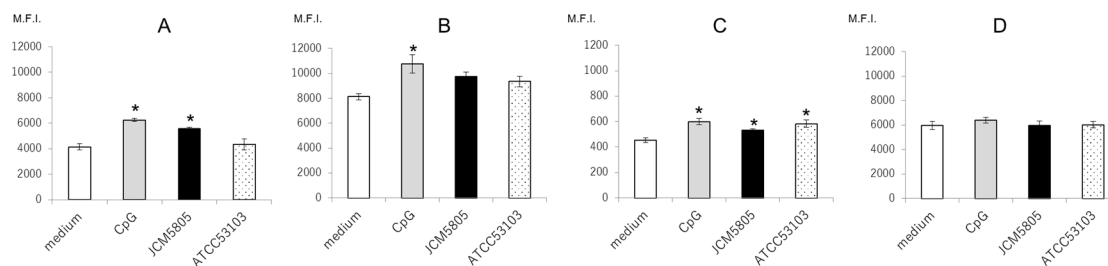 M.F.I.
A
12000
10000
8000
6000
4000
2000
0
*
*
medium
CpG
JCM5805
ATCC53103
M.F.I.
B
12000
10000
8000
6000
4000
2000
0
*
medium
CpG
JCM5805
ATCC53103
M.F.I.
C
1200
1000
800
600
400
200
0
*
*
*
medium
CpG
JCM5805
ATCC53103
M.F.I.
D
12000
10000
8000
6000
4000
2000
0
medium
CpG
JCM5805
ATCC53103